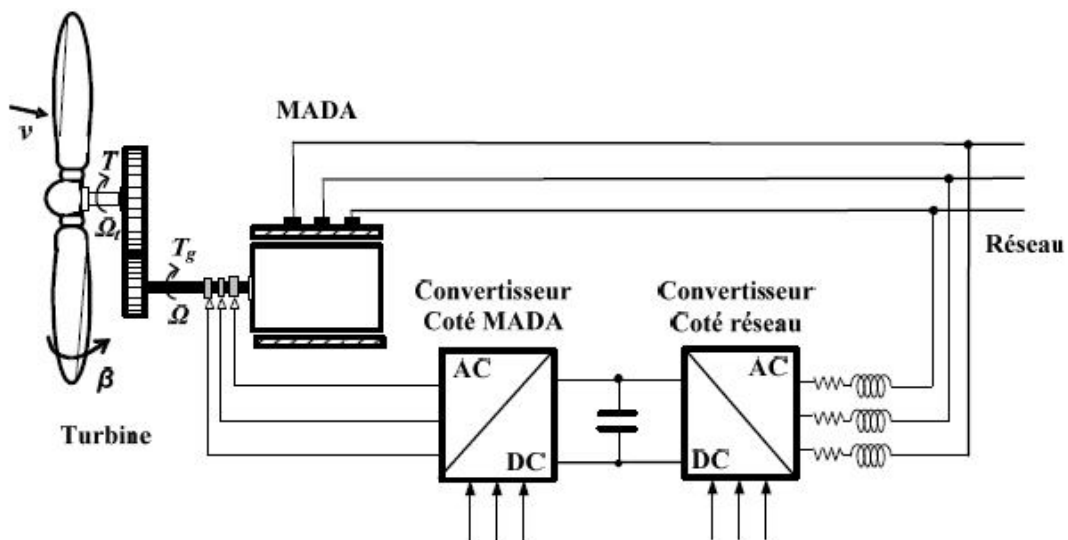 MADA
v
T
Ωt
Tg
Ω
Réseau
Convertisseur
Coté MADA
Convertisseur
Coté réseau
β
AC
DC
AC
DC
Turbine